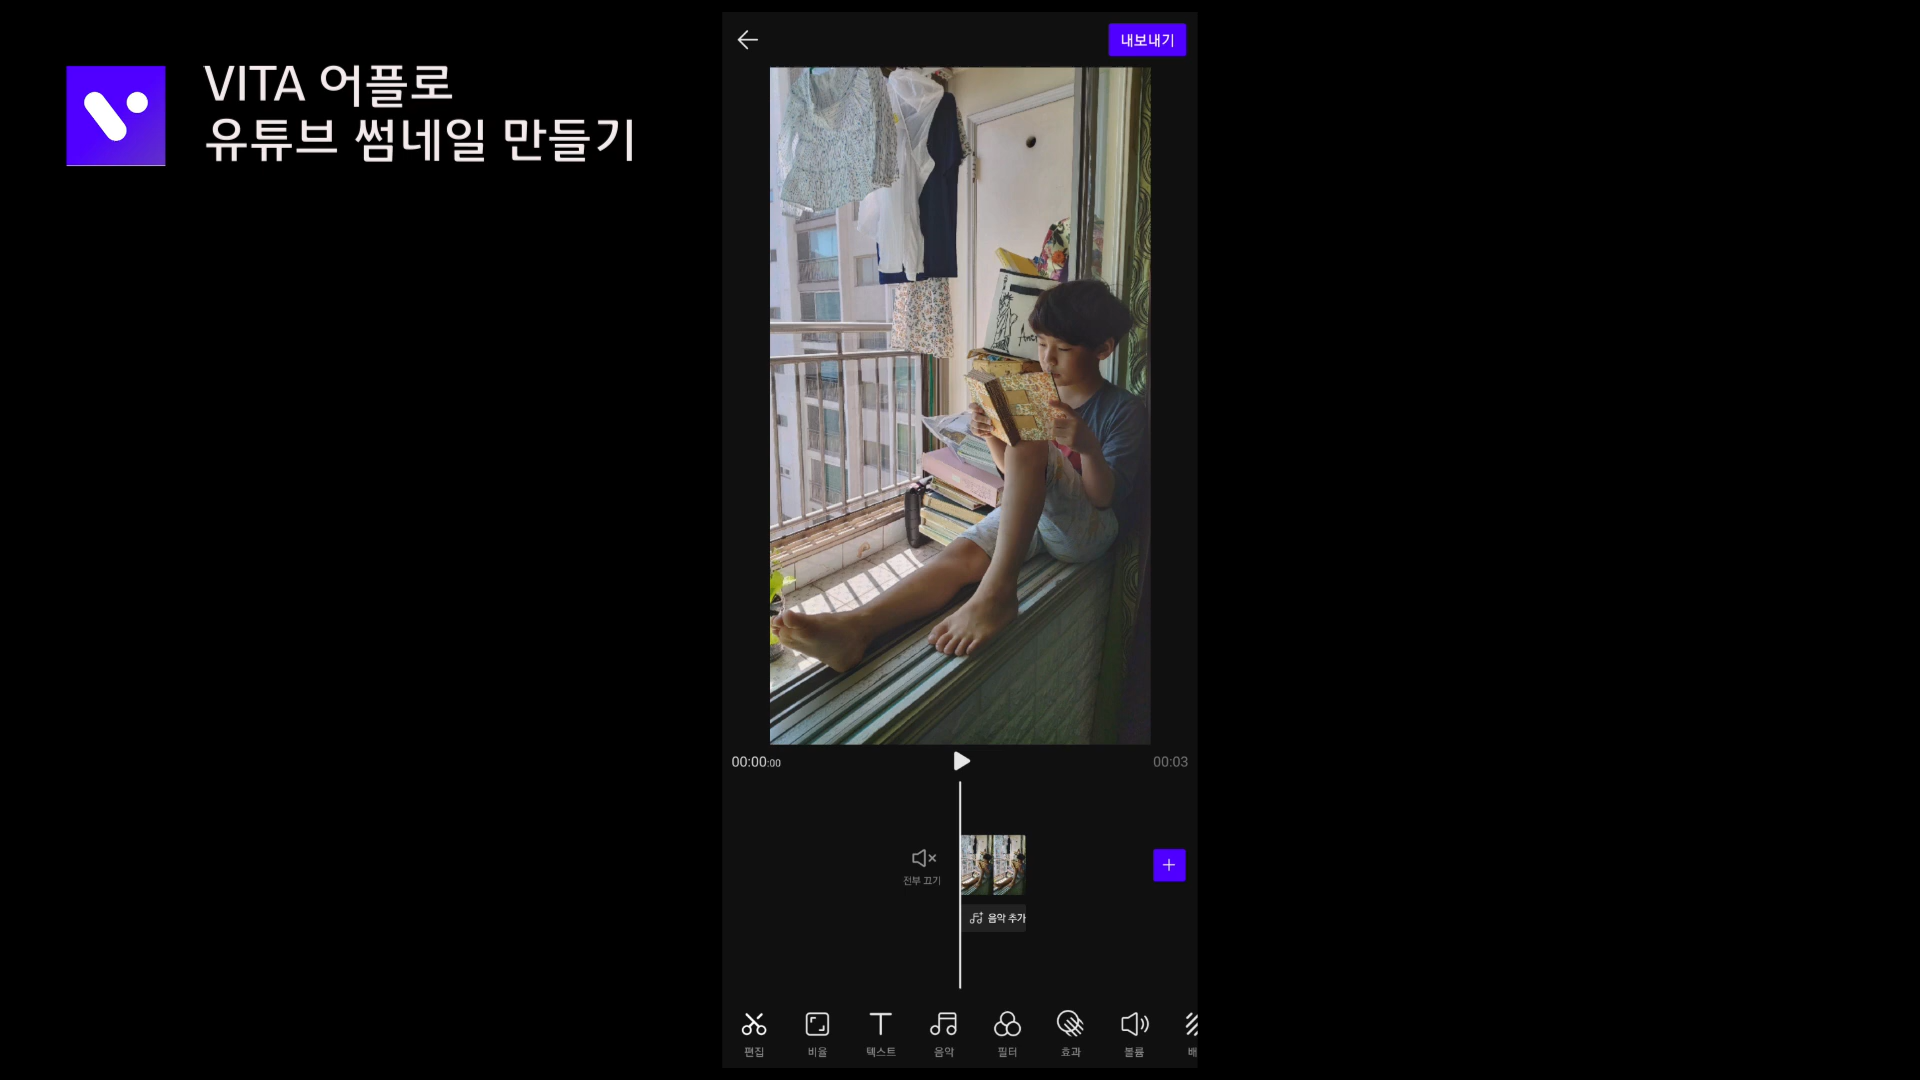 VITA 어플로
유튜브 썸네일 만들기
내보내기
00:00:00
00:03
전부 끄기
음악 추가
편집
비율
텍스트
음악
필터
효과
볼륨